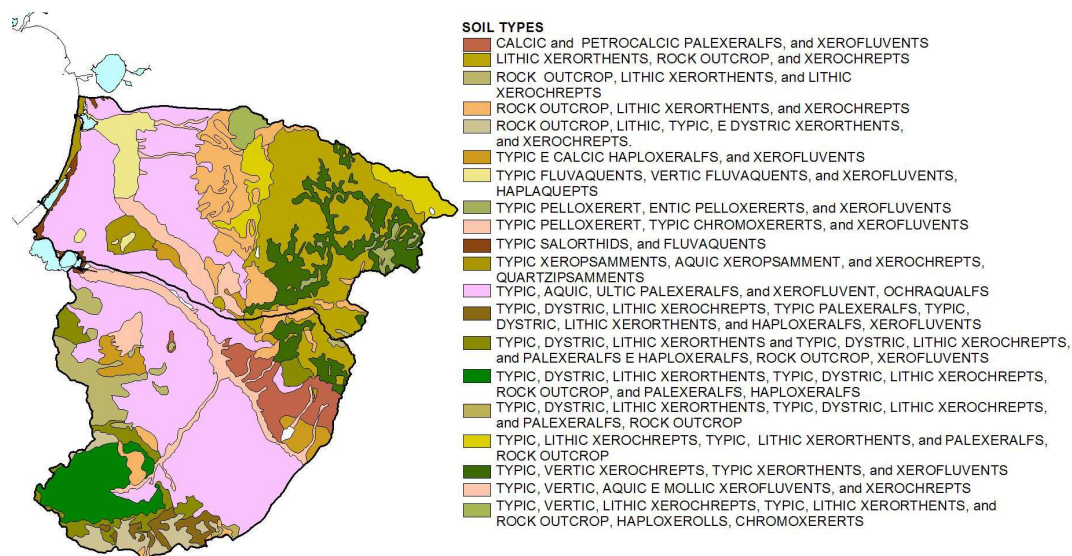 SOIL TYPES
CALCIC and PETROCALCIC PALEXERALFS, and XEROFLUVENTS
LITHIC XERORTHENTS, ROCK OUTCROP, and XEROCHREPTS
ROCK OUTCROP, LITHIC XERORTHENTS, and LITHIC
XEROCHREPTS
ROCK OUTCROP, LITHIC XERORTHENTS, and XEROCHREPTS
ROCK OUTCROP, LITHIC, TYPIC, E DYSTRIC XERORTHENTS,
and XEROCHREPTS.
TYPIC E CALCIC HAPLOXERALFS, and XEROFLUVENTS
TYPIC FLUVAQUENTS, VERTIC FLUVAQUENTS, and XEROFLUVENTS,
HAPLAQUEPTS
TYPIC PELLOXERERT, ENTIC PELLOXERERTS, and XEROFLUVENTS
TYPIC PELLOXERERT, TYPIC CHROMOXERERTS, and XEROFLUVENTS
TYPIC SALORTHIDS, and FLUVAQUENTS
TYPIC XEROPSAMMENTS, AQUIC XEROPSAMMENT, and XEROCHREPTS,
QUARTZIPSAMMENTS
TYPIC, AQUIC, ULTIC PALEXERALFS, and XEROFLUVENT, OCHRAQUALFS
TYPIC, DYSTRIC, LITHIC XEROCHREPTS, TYPIC PALEXERALFS, TYPIC,
DYSTRIC, LITHIC XERORTHENTS, and HAPLOXERALFS, XEROFLUVENTS
TYPIC, DYSTRIC, LITHIC XERORTHENTS and TYPIC, DYSTRIC, LITHIC XEROCHREPTS,
and PALEXERALFS E HAPLOXERALFS, ROCK OUTCROP, XEROFLUVENTS
TYPIC, DYSTRIC, LITHIC XERORTHENTS, TYPIC, DYSTRIC, LITHIC XEROCHREPTS,
ROCK OUTCROP, and PALEXERALFS, HAPLOXERALFS
TYPIC, DYSTRIC, LITHIC XERORTHENTS, TYPIC, DYSTRIC, LITHIC XEROCHREPTS,
and PALEXERALFS, ROCK OUTCROP
TYPIC, LITHIC XEROCHREPTS, TYPIC, LITHIC XERORTHENTS, and PALEXERALFS,
ROCK OUTCROP
TYPIC, VERTIC XEROCHREPTS, TYPIC XERORTHENTS, and XEROFLUVENTS
TYPIC, VERTIC, AQUIC E MOLLIC XEROFLUVENTS, and XEROCHREPTS
TYPIC, VERTIC, LITHIC XEROCHREPTS, TYPIC, LITHIC XERORTHENTS, and
ROCK OUTCROP, HAPLOXEROLLS, CHROMOXERERTS